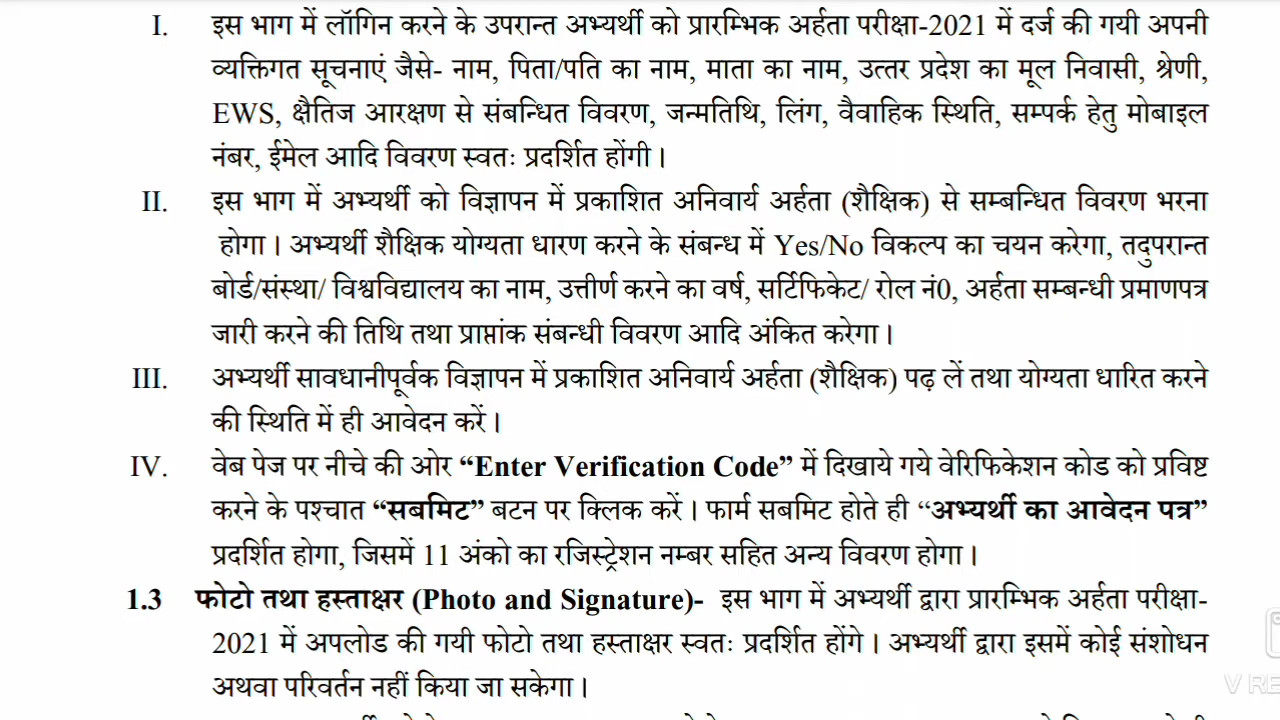 I. इस भाग में लॉगिन करने के उपरान्त अभ्यर्थी को प्रारम्भिक अर्हता परीक्षा-2021 में दर्ज की गयी अपनी
व्यक्तिगत सूचनाएं जैसे- नाम, पिता/पति का नाम, माता का नाम, उत्तर प्रदेश का मूल निवासी, श्रेणी,
EWS, क्षैतिज आरक्षण से संबन्धित विवरण, जन्मतिथि, लिंग, वैवाहिक स्थिति, सम्पर्क हेतु मोबाइल
नंबर, ईमेल आदि विवरण स्वतः प्रदर्शित होंगी।
II. इस भाग में अभ्यर्थी को विज्ञापन में प्रकाशित अनिवार्य अर्हता (शैक्षिक) से सम्बन्धित विवरण भरना
होगा। अभ्यर्थी शैक्षिक योग्यता धारण करने के संबन्ध में Yes/No विकल्प का चयन करेगा, तदुपरान्त
बोर्ड/संस्था/ विश्वविद्यालय का नाम, उत्तीर्ण करने का वर्ष, सर्टिफिकेट/ रोल नं0, अर्हता सम्बन्धी प्रमाणपत्र
जारी करने की तिथि तथा प्राप्तांक संबन्धी विवरण आदि अंकित करेगा।
III. अभ्यर्थी सावधानीपूर्वक विज्ञापन में प्रकाशित अनिवार्य अर्हता (शैक्षिक) पढ़ लें तथा योग्यता धारित करने
की स्थिति में ही आवेदन करें।
IV. वेब पेज पर नीचे की ओर “Enter Verification Code” में दिखाये गये वेरिफिकेशन कोड को प्रविष्ट
करने के पश्चात “सबमिट” बटन पर क्लिक करें। फार्म सबमिट होते ही “अभ्यर्थी का आवेदन पत्र”
प्रदर्शित होगा, जिसमें 11 अंको का रजिस्ट्रेशन नम्बर सहित अन्य विवरण होगा।
1.3 फोटो तथा हस्ताक्षर (Photo and Signature)- इस भाग में अभ्यर्थी द्वारा प्रारम्भिक अर्हता परीक्षा-
2021 में अपलोड की गयी फोटो तथा हस्ताक्षर स्वतः प्रदर्शित होंगे। अभ्यर्थी द्वारा इसमें कोई संशोधन
अथवा परिवर्तन नहीं किया जा सकेगा।